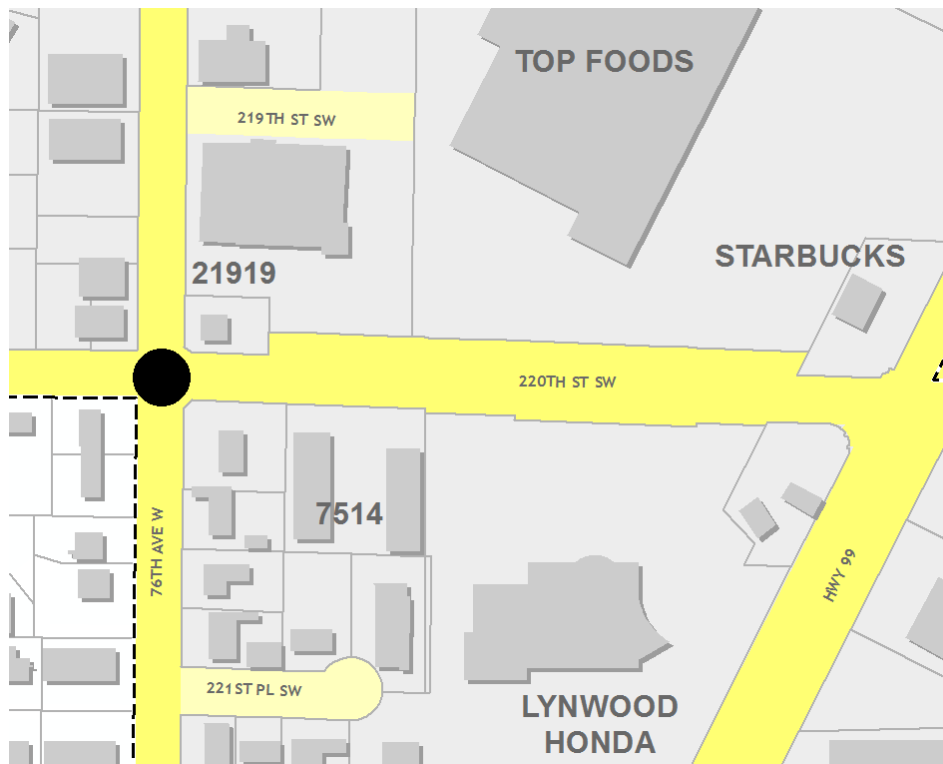 TOP FOODS
219TH ST SW
STARBUCKS
21919
220TH ST SW
7514
76TH AVE W
HWY 99
221ST PL SW
LYNWOOD
HONDA